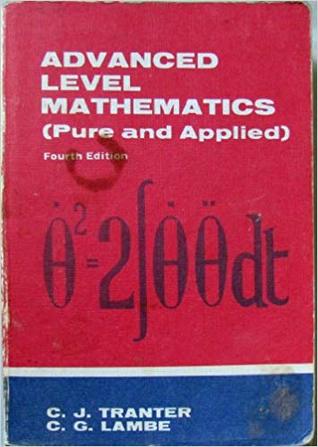 ADVANCED
LEVEL
MATHEMATICS
(Pure and Applied)
Fourth Edition
θ̇² = 2∫θ̇ θ̈ dt
C. J. TRANTER
C. G. LAMBE